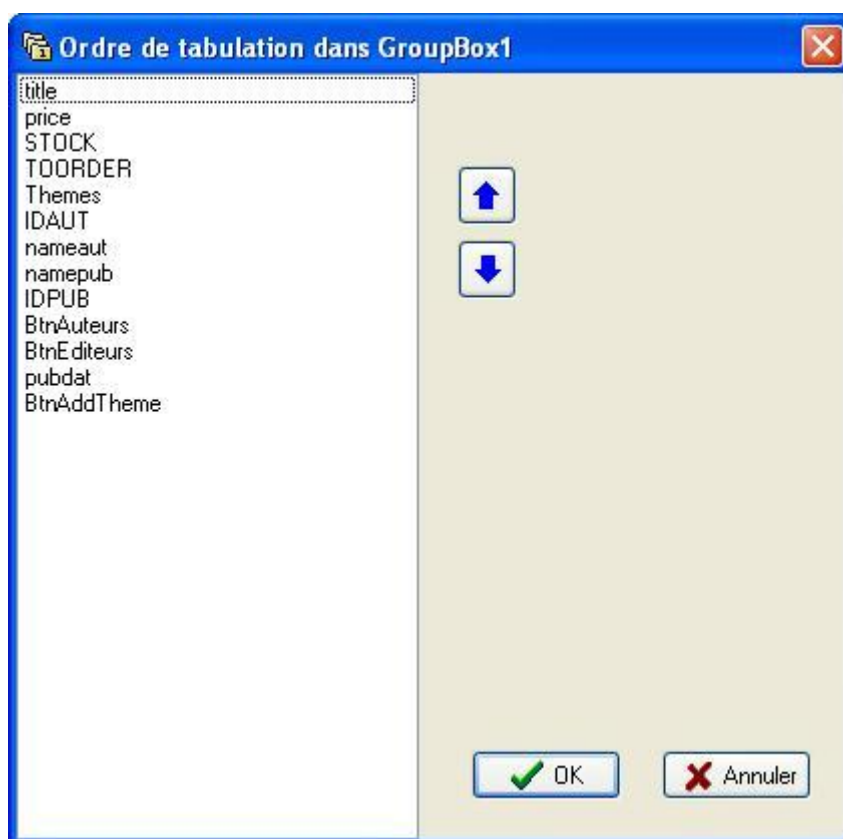 Ordre de tabulation dans GroupBox1
title
price
STOCK
TOORDER
Themes
IDAUT
nameaut
namepub
IDPUB
BtnAuteurs
BtnEditeurs
pubdat
BtnAddTheme
OK
Annuler